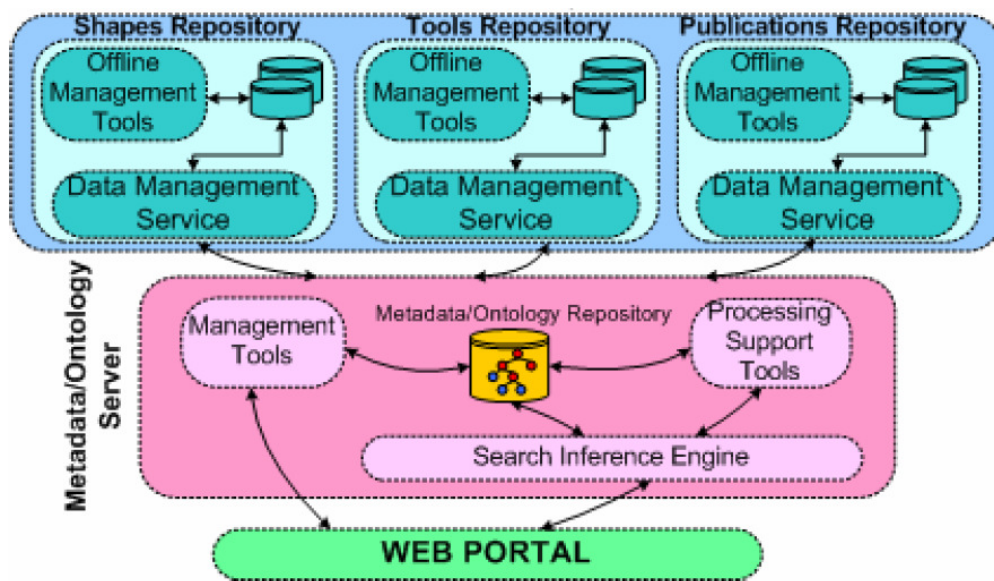 Shapes Repository
Tools Repository
Publications Repository
Offline
Management
Tools
Offline
Management
Tools
Offline
Management
Tools
Data Management
Service
Data Management
Service
Data Management
Service
Metadata/Ontology
Server
Management
Tools
Metadata/Ontology Repository
Processing
Support
Tools
Search Inference Engine
WEB PORTAL